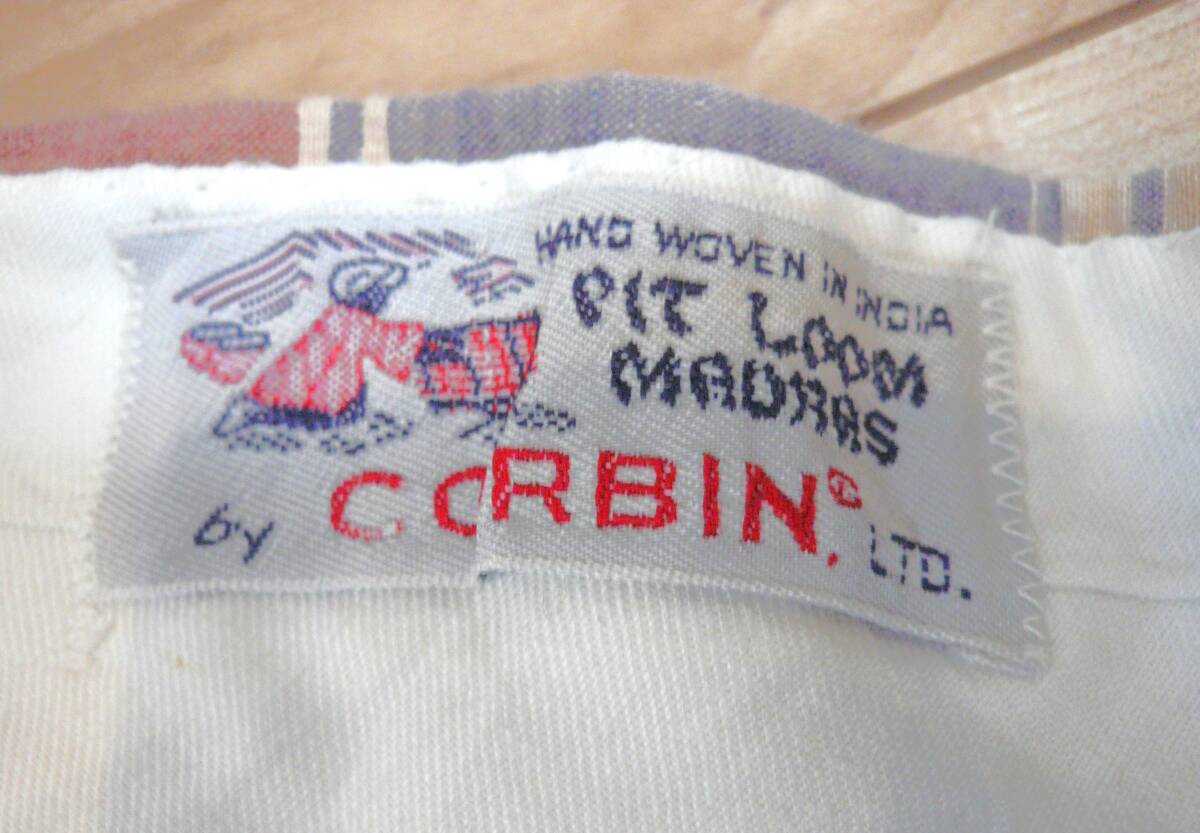 HAND WOVEN IN INDIA
PIT LOOM
MADRAS
by CORBIN®, LTD.